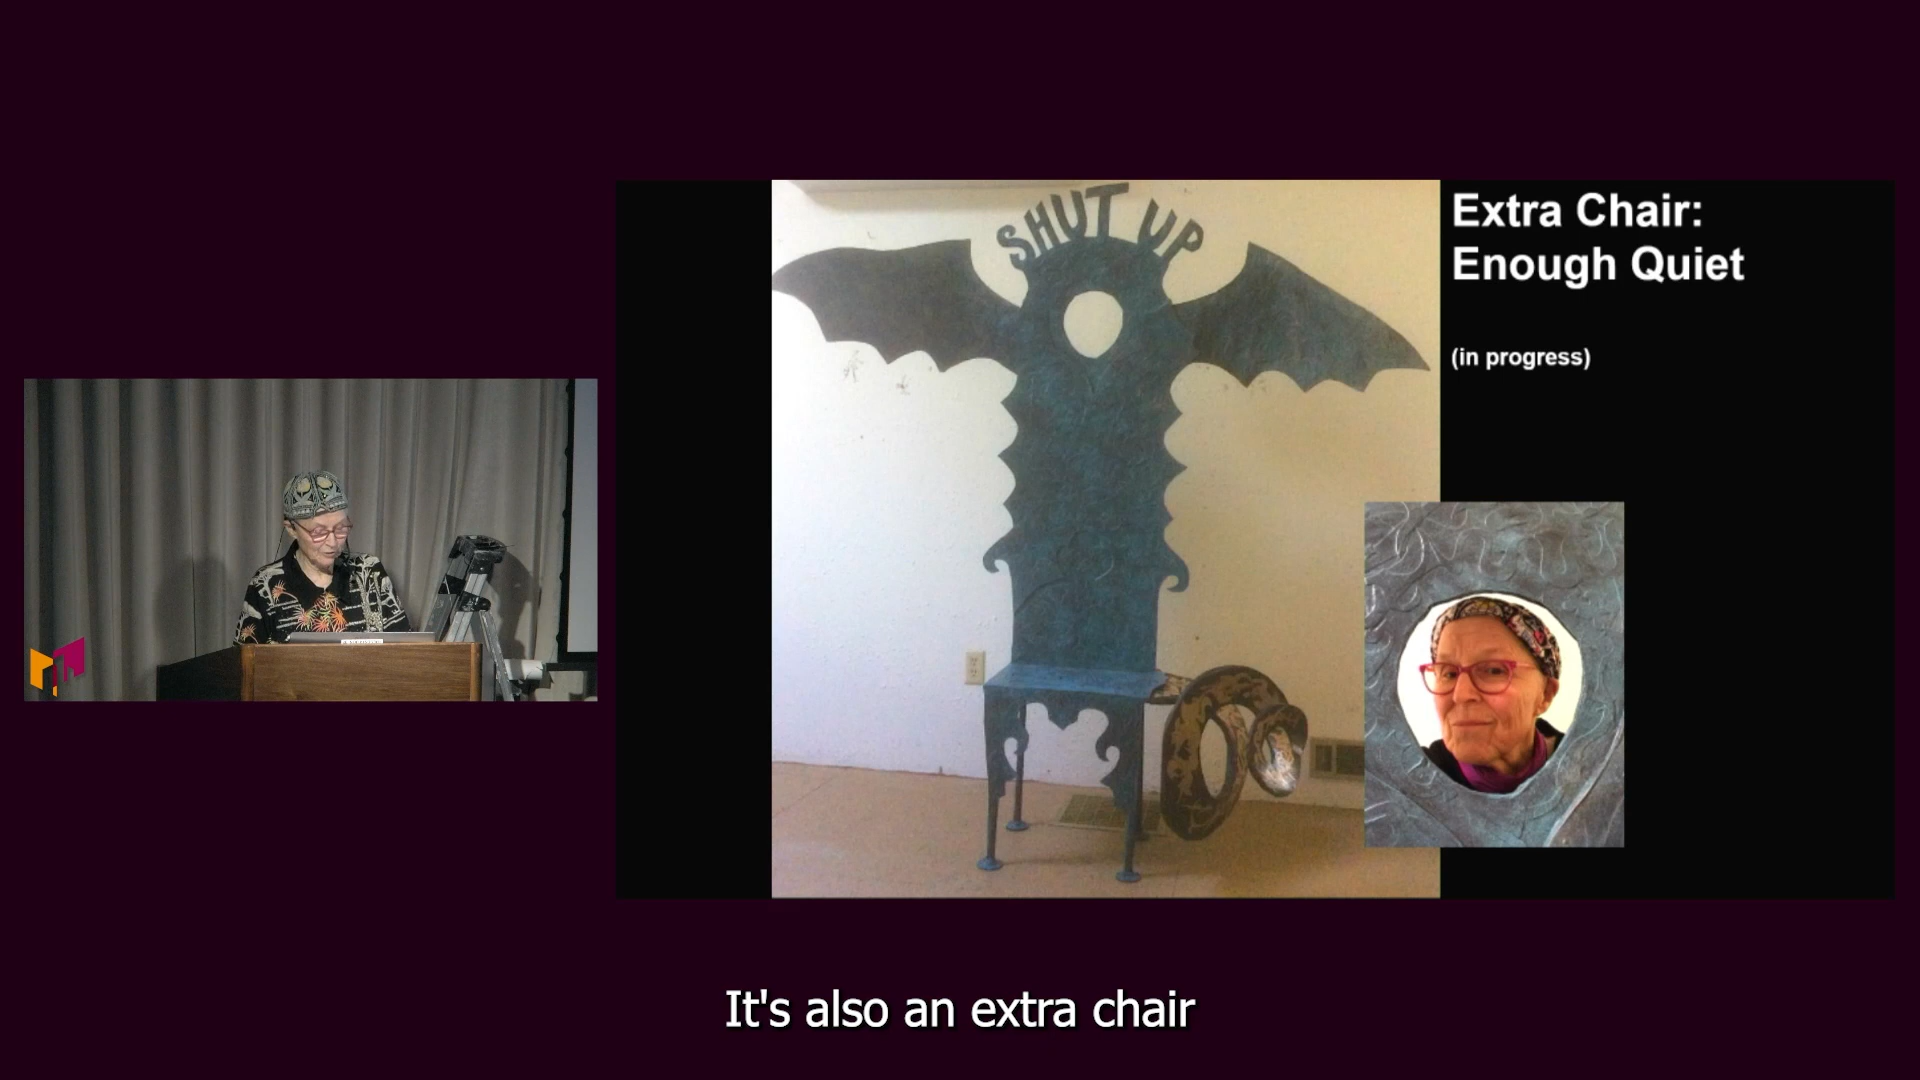 SHUT UP
Extra Chair:
Enough Quiet
(in progress)
It's also an extra chair